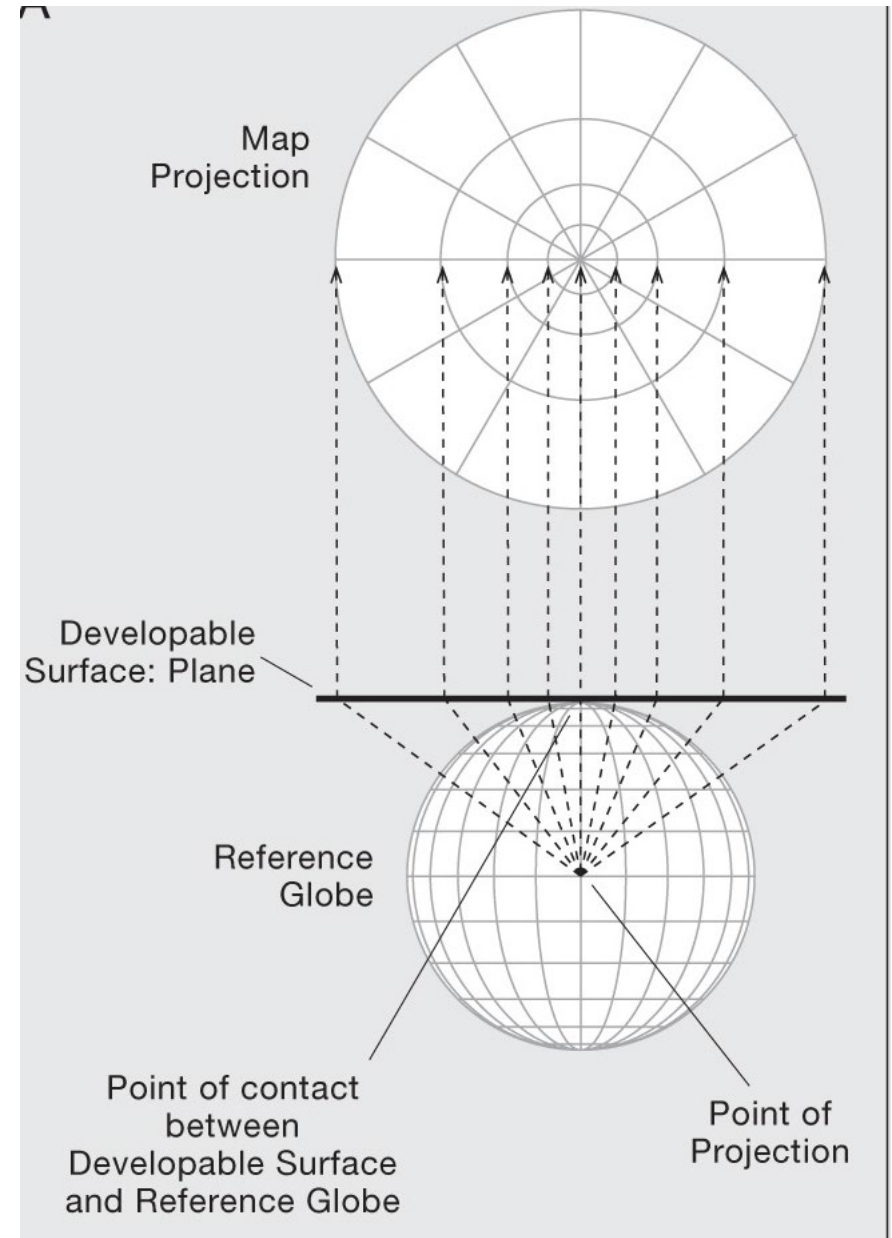 A
Map
Projection
Developable
Surface: Plane
Reference
Globe
Point of contact
between
Developable Surface
and Reference Globe
Point of
Projection